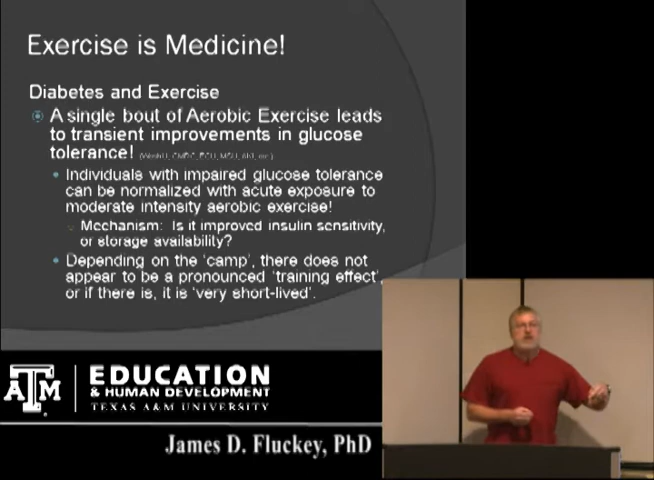 Exercise is Medicine!
Diabetes and Exercise
A single bout of Aerobic Exercise leads
to transient improvements in glucose
tolerance!
Individuals with impaired glucose tolerance
can be normalized with acute exposure to
moderate intensity aerobic exercise!
Mechanism: Is it improved insulin sensitivity,
or storage availability?
Depending on the 'camp', there does not
appear to be a pronounced 'training effect',
or if there is, it is 'very short-lived'.
ATM
EDUCATION
& HUMAN DEVELOPMENT
TEXAS A&M UNIVERSITY
James D. Fluckey, PhD